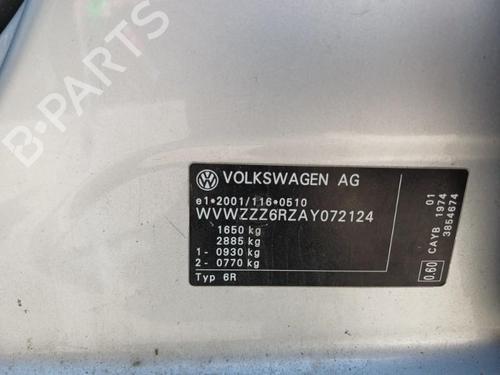 B-PARTS
VOLKSWAGEN AG
e1*2001/116*0510
WVWZZZ6RZAY072124
1650 kg
2885 kg
1- 0930 kg
2- 0770 kg
Typ 6R
0.60 CAYB 1974 01
3854674